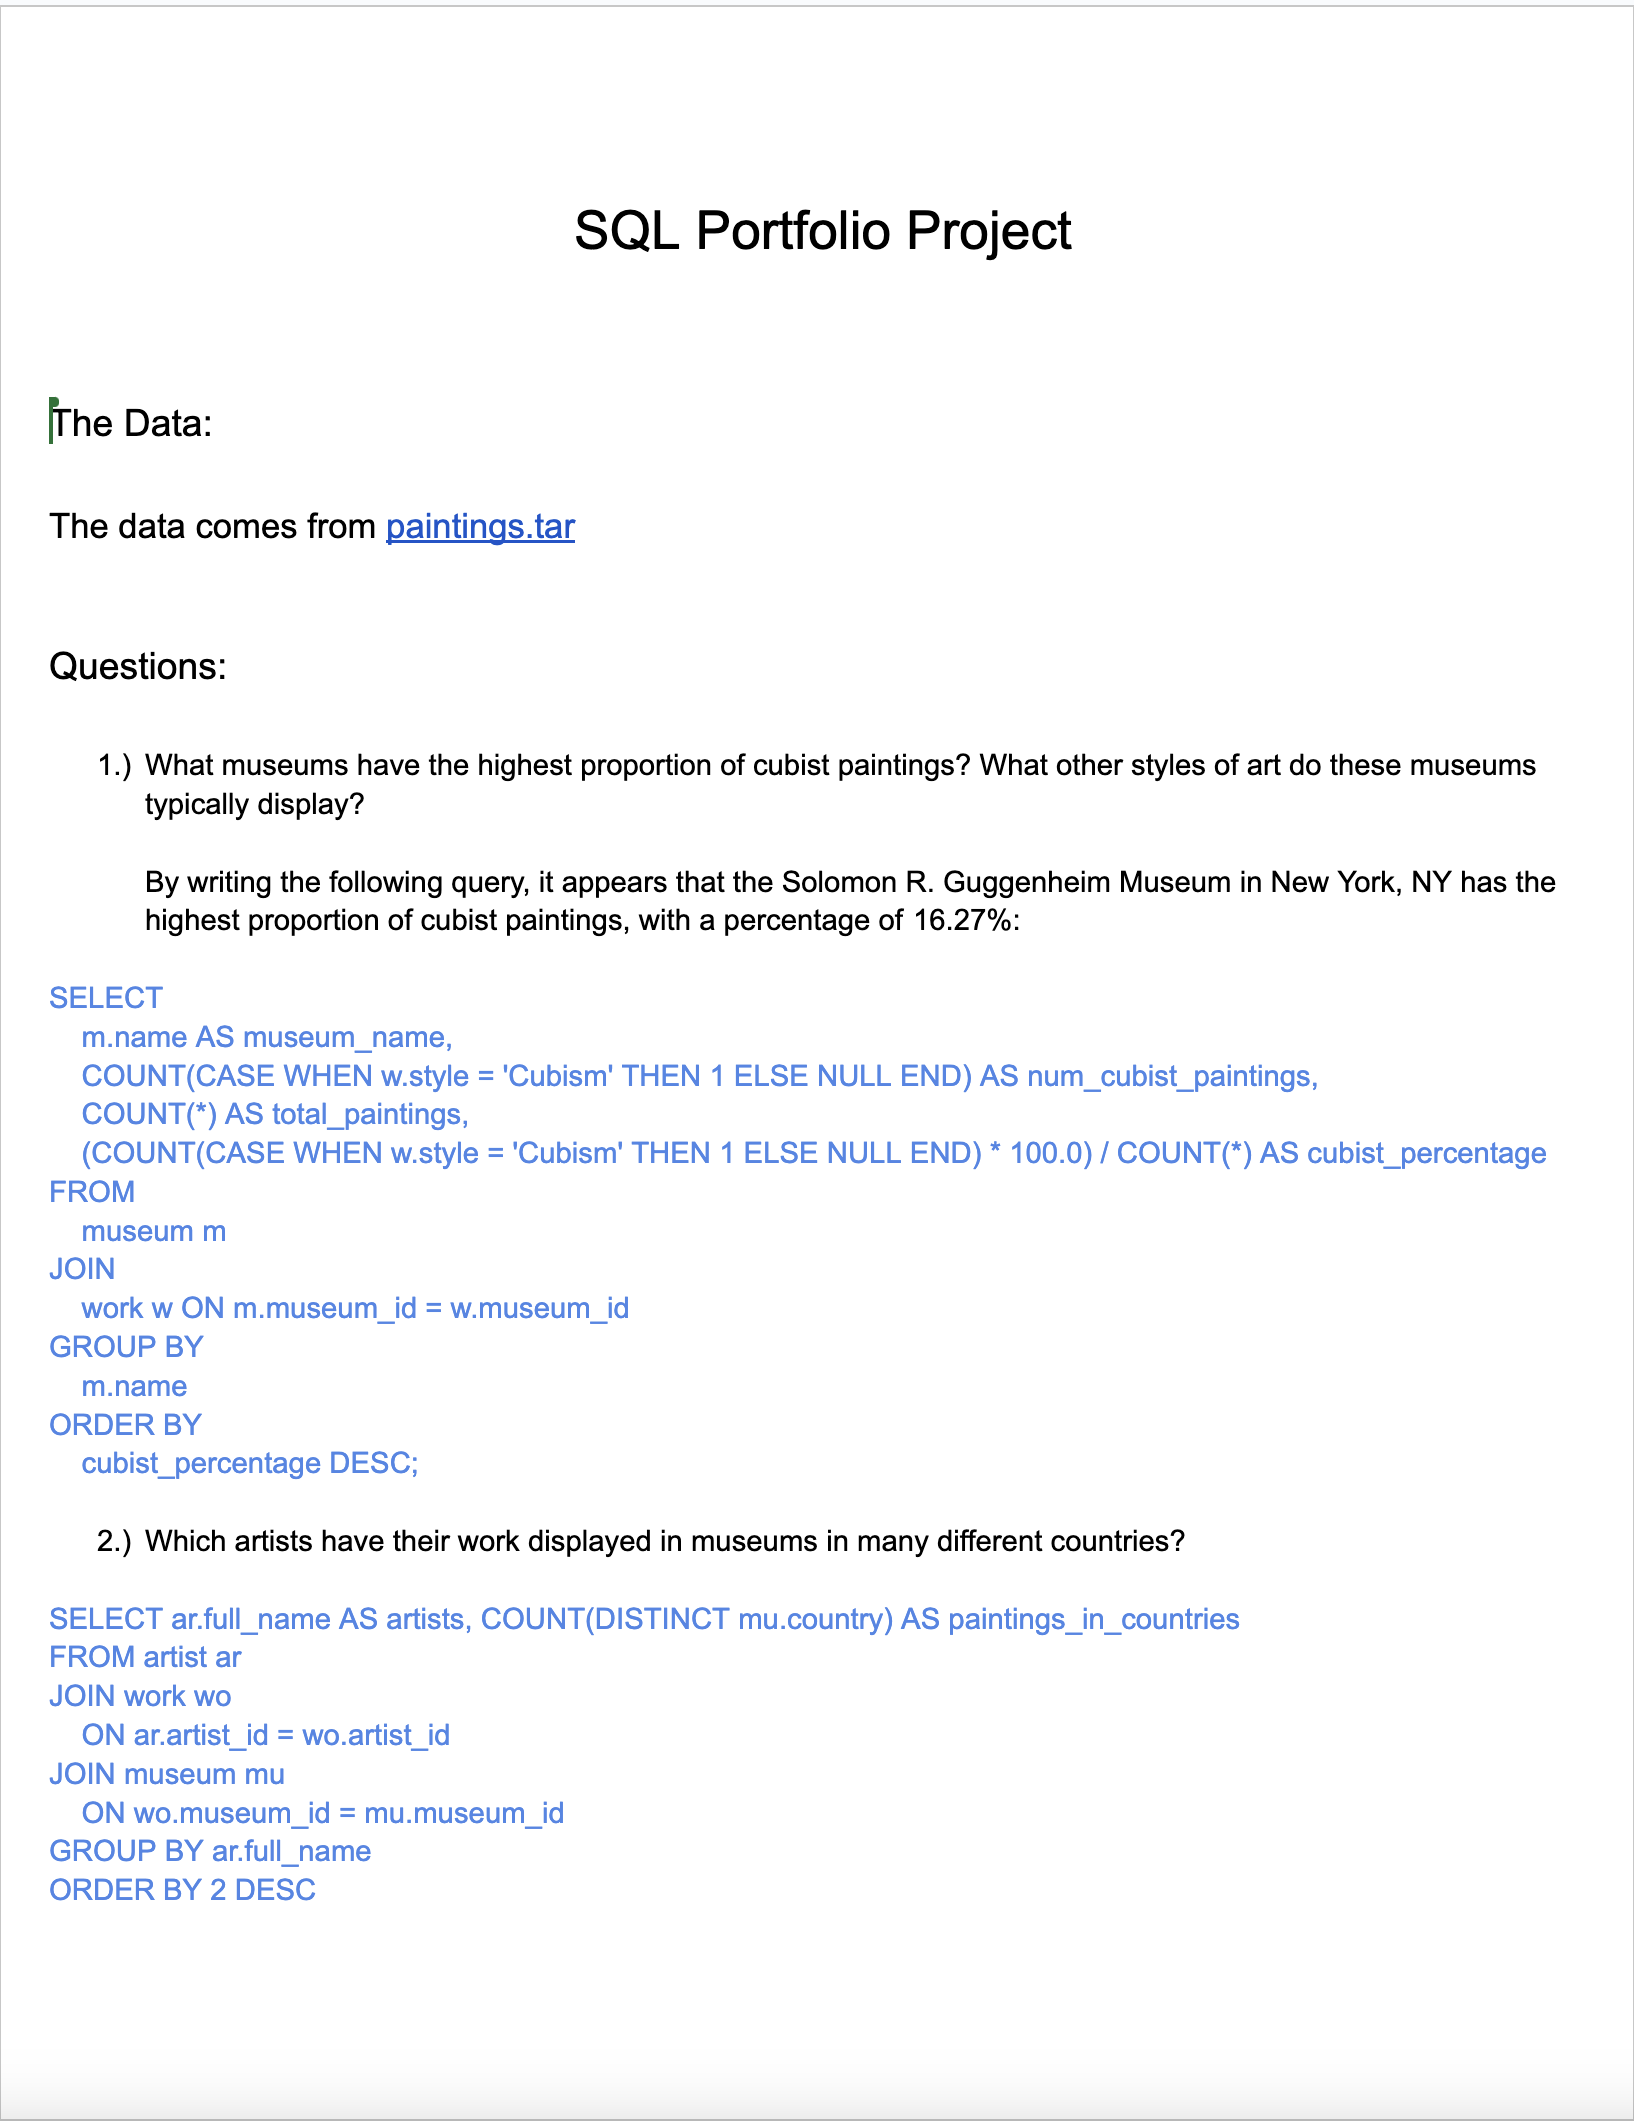 SQL Portfolio Project
The Data:
The data comes from paintings.tar
Questions:
1.) What museums have the highest proportion of cubist paintings? What other styles of art do these museums
typically display?
By writing the following query, it appears that the Solomon R. Guggenheim Museum in New York, NY has the
highest proportion of cubist paintings, with a percentage of 16.27%:
SELECT
m.name AS museum_name,
COUNT(CASE WHEN w.style = 'Cubism' THEN 1 ELSE NULL END) AS num_cubist_paintings,
COUNT(*) AS total_paintings,
(COUNT(CASE WHEN w.style = 'Cubism' THEN 1 ELSE NULL END) * 100.0) / COUNT(*) AS cubist_percentage
FROM
museum m
JOIN
work w ON m.museum_id = w.museum_id
GROUP BY
m.name
ORDER BY
cubist_percentage DESC;
2.) Which artists have their work displayed in museums in many different countries?
SELECT ar.full_name AS artists, COUNT(DISTINCT mu.country) AS paintings_in_countries
FROM artist ar
JOIN work wo
ON ar.artist_id = wo.artist_id
JOIN museum mu
ON wo.museum_id = mu.museum_id
GROUP BY ar.full_name
ORDER BY 2 DESC